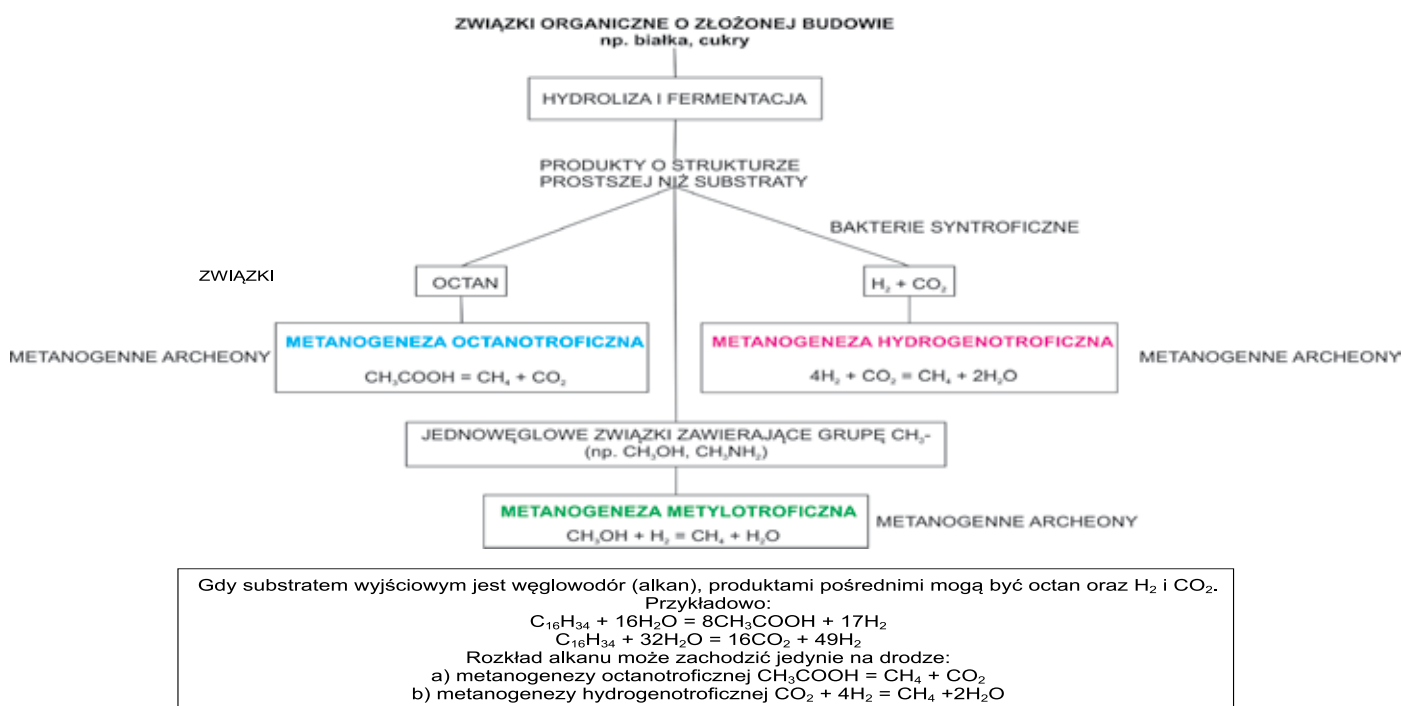 ZWIĄZKI ORGANICZNE O ZŁOŻONEJ BUDOWIE
np. białka, cukry
HYDROLIZA I FERMENTACJA
PRODUKTY O STRUKTURZE
PROSTSZEJ NIŻ SUBSTRATY
BAKTERIE SYNTROFICZNE
ZWIĄZKI
OCTAN
H₂ + CO₂
METANOGENNE ARCHEONY
METANOGENEZA OCTANOTROFICZNA
CH₃COOH = CH₄ + CO₂
METANOGENEZA HYDROGENOTROFICZNA
4H₂ + CO₂ = CH₄ + 2H₂O
METANOGENNE ARCHEONY
JEDNOWĘGLOWE ZWIĄZKI ZAWIERAJĄCE GRUPĘ CH₃-
(np. CH₃OH, CH₃NH₂)
METANOGENEZA METYLOTROFICZNA
CH₃OH + H₂ = CH₄ + H₂O
METANOGENNE ARCHEONY
Gdy substratem wyjściowym jest węglowodór (alkan), produktami pośrednimi mogą być octan oraz H₂ i CO₂.
Przykładowo:
C₁₆H₃₄ + 16H₂O = 8CH₃COOH + 17H₂
C₁₆H₃₄ + 32H₂O = 16CO₂ + 49H₂
Rozkład alkanu może zachodzić jedynie na drodze:
a) metanogenezy octanotroficznej CH₃COOH = CH₄ + CO₂
b) metanogenezy hydrogenotroficznej CO₂ + 4H₂ = CH₄ +2H₂O